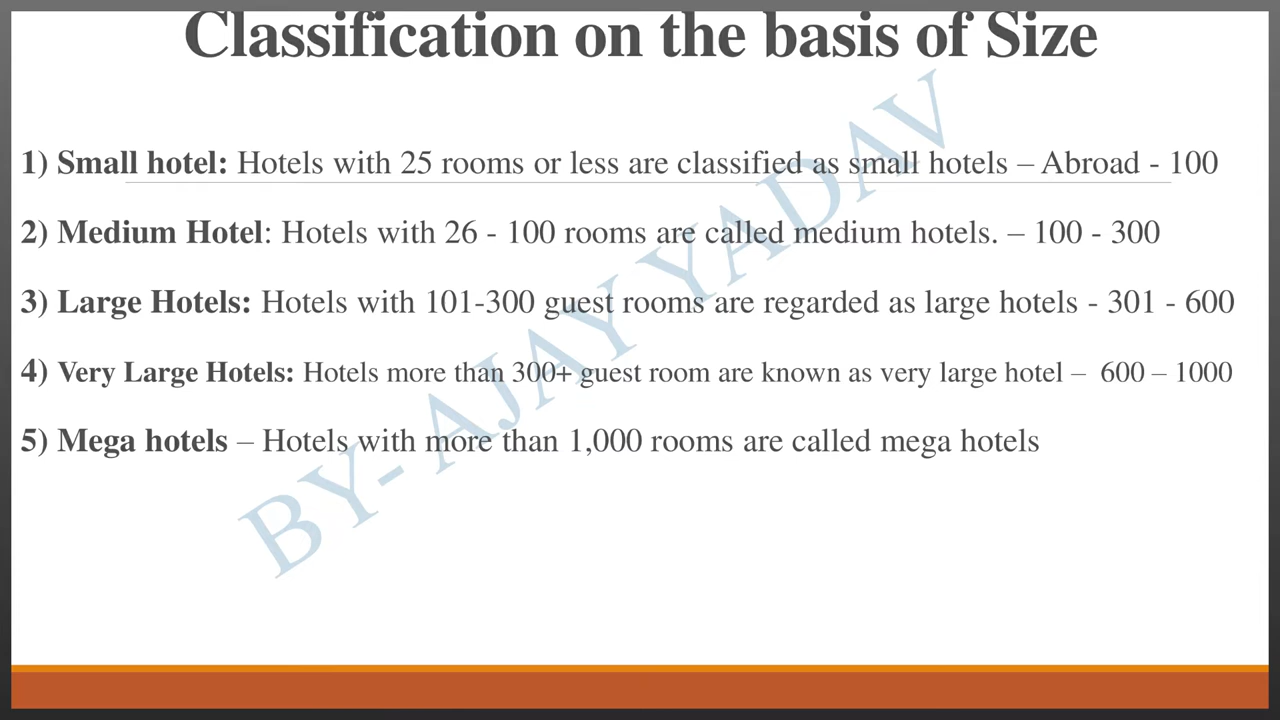 Classification on the basis of Size
1) Small hotel: Hotels with 25 rooms or less are classified as small hotels – Abroad - 100
2) Medium Hotel: Hotels with 26 - 100 rooms are called medium hotels. – 100 - 300
3) Large Hotels: Hotels with 101-300 guest rooms are regarded as large hotels - 301 - 600
4) Very Large Hotels: Hotels more than 300+ guest room are known as very large hotel – 600 – 1000
5) Mega hotels – Hotels with more than 1,000 rooms are called mega hotels
BY- AJAY YADAV